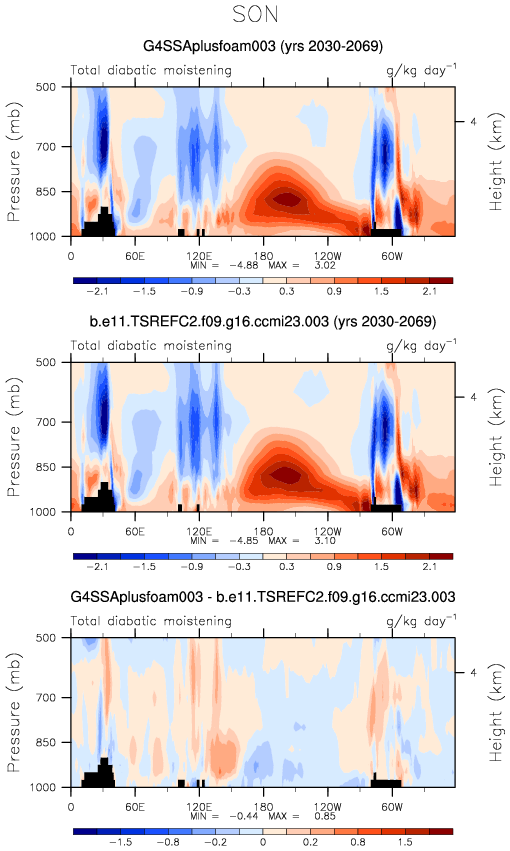 SON
G4SSAplusfoam003 (yrs 2030-2069)
Total diabatic moistening g/kg day⁻¹
Pressure (mb)
500
700
850
1000
4
Height (km)
0 60E 120E 180 120W 60W
MIN = −4.88 MAX = 3.02
−2.1 −1.5 −0.9 −0.3 0.3 0.9 1.5 2.1
b.e11.TSREFC2.f09.g16.ccmi23.003 (yrs 2030-2069)
Total diabatic moistening g/kg day⁻¹
Pressure (mb)
500
700
850
1000
4
Height (km)
0 60E 120E 180 120W 60W
MIN = −4.85 MAX = 3.10
−2.1 −1.5 −0.9 −0.3 0.3 0.9 1.5 2.1
G4SSAplusfoam003 - b.e11.TSREFC2.f09.g16.ccmi23.003
Total diabatic moistening g/kg day⁻¹
Pressure (mb)
500
700
850
1000
4
Height (km)
0 60E 120E 180 120W 60W
MIN = −0.44 MAX = 0.85
−1.5 −0.8 −0.2 0 0.2 0.8 1.5